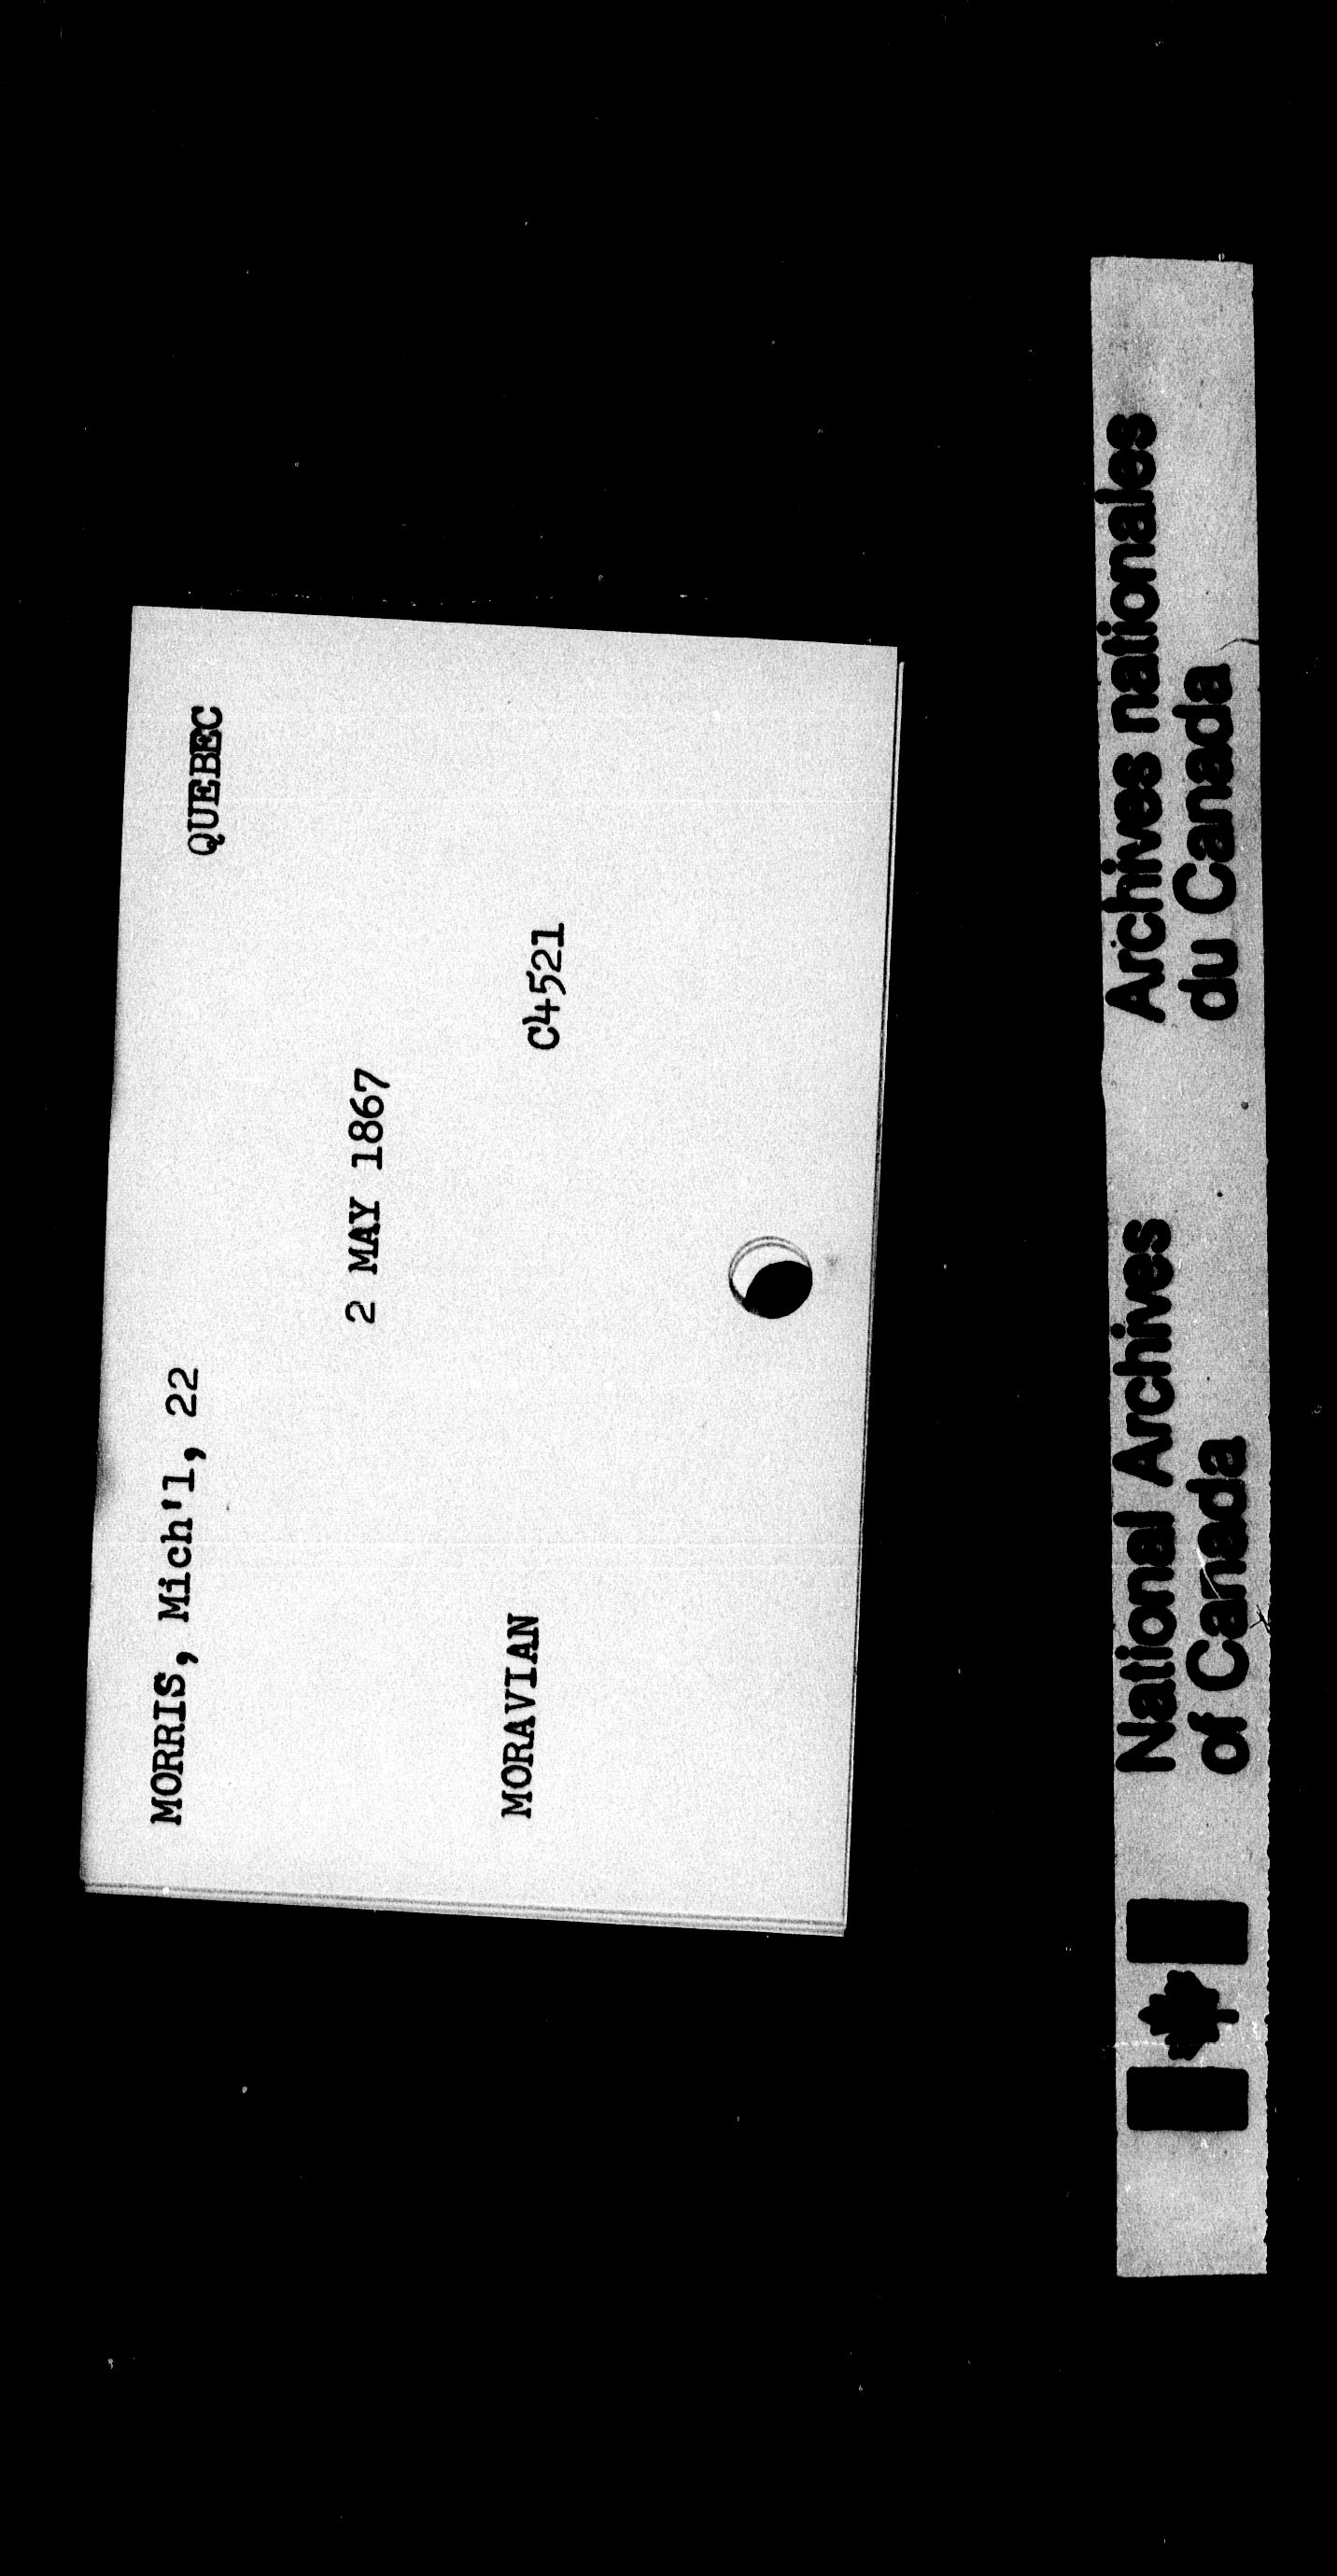 MORRIS, Mich'l, 22 QUEBEC
2 MAY 1867
MORAVIAN C4521
National Archives
of Canada
Archives nationales
du Canada